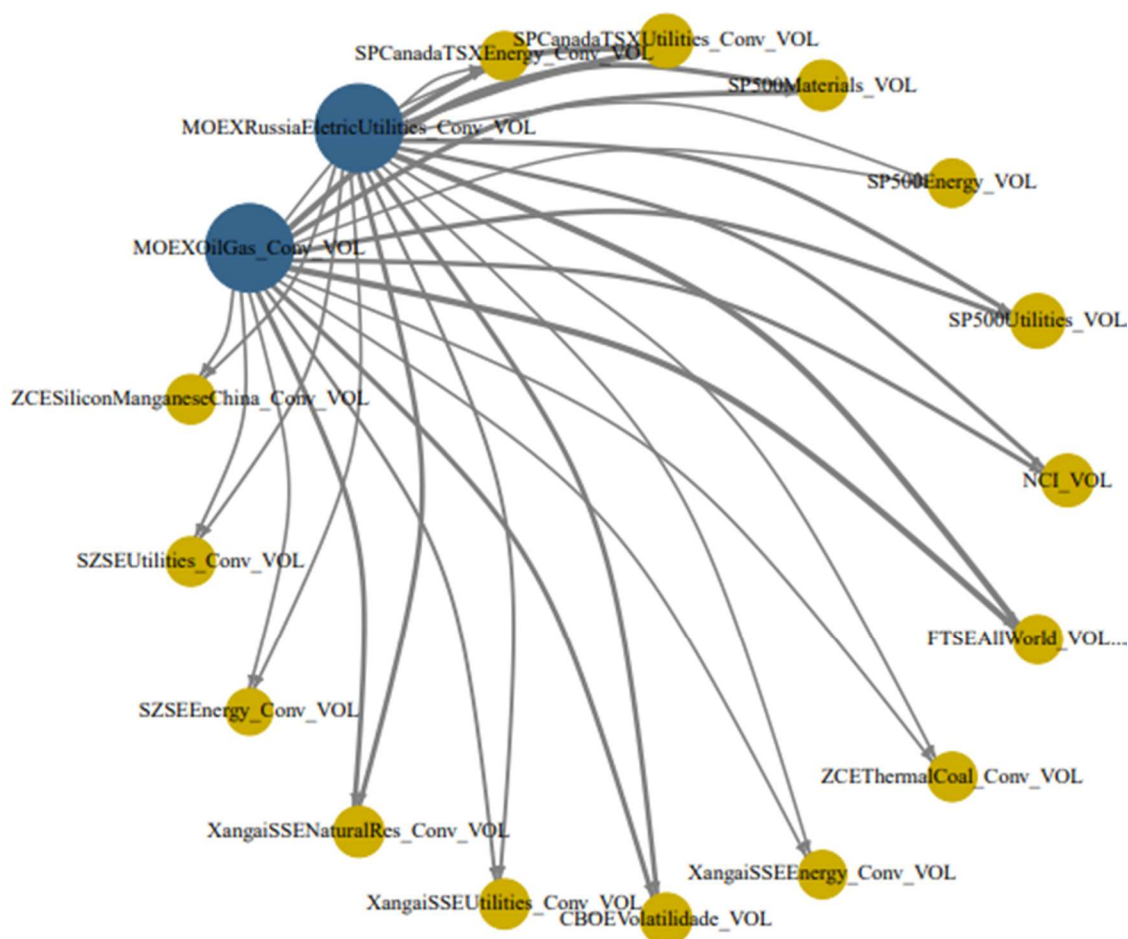 SPCanadaTSXUtilities_Conv_VOL
SPCanadaTSXEnergy_Conv_VOL
SP500Materials_VOL
MOEXRussiaEletricUtilities_Conv_VOL
SP500Energy_VOL
MOEXOilGas_Conv_VOL
SP500Utilities_VOL
ZCESiliconManganeseChina_Conv_VOL
NCI_VOL
SZSEUtilities_Conv_VOL
FTSEAllWorld_VOL...
SZSEEnergy_Conv_VOL
ZCEThermalCoal_Conv_VOL
XangaiSSENaturalRes_Conv_VOL
XangaiSSEEnergy_Conv_VOL
XangaiSSEUtilities_Conv_VOL
CBOEVolatilidade_VOL